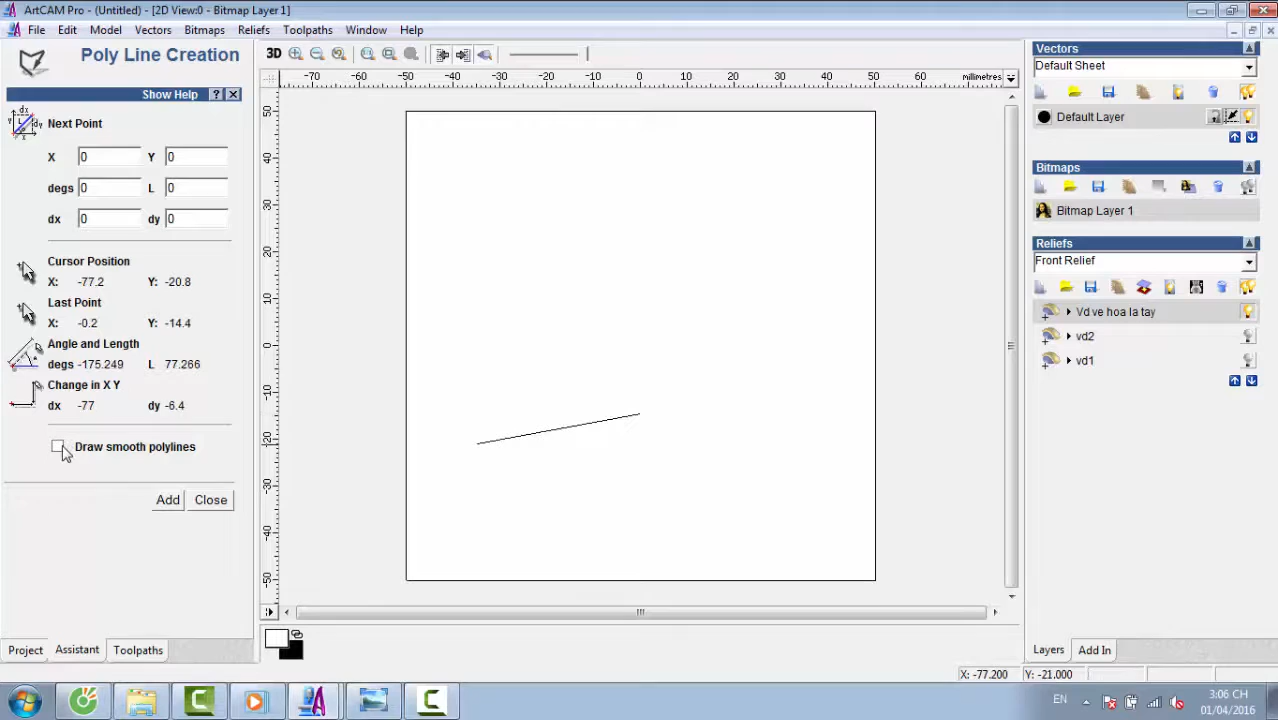 ArtCAM Pro - (Untitled) - [2D View:0 - Bitmap Layer 1]
File Edit Model Vectors Bitmaps Reliefs Toolpaths Window Help
Poly Line Creation
Show Help ?
Next Point
X 0 Y 0
degs 0 L 0
dx 0 dy 0
Cursor Position
X: -77.2 Y: -20.8
Last Point
X: -0.2 Y: -14.4
Angle and Length
degs -175.249 L 77.266
Change in X Y
dx -77 dy -6.4
Draw smooth polylines
Add Close
Project Assistant Toolpaths
3D
-70 -60 -50 -40 -30 -20 -10 0 10 20 30 40 50 60 millimetres
50
40
30
20
10
0
-10
-20
-30
-40
-50
Vectors
Default Sheet
Default Layer
Bitmaps
Bitmap Layer 1
Reliefs
Front Relief
Vd ve hoa la tay
vd2
vd1
Layers Add In
X: -77.200 Y: -21.000
EN
3:06 CH
01/04/2016